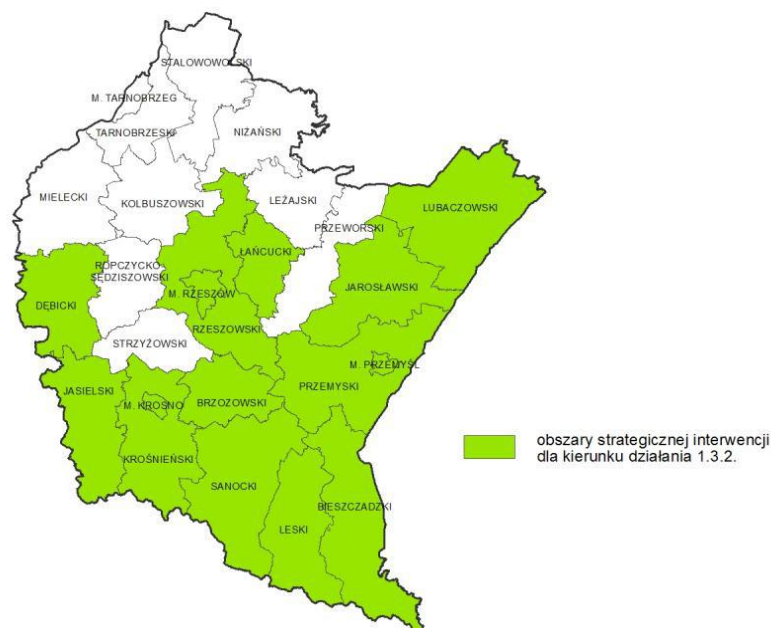 STALOWOWOLSKI
M. TARNOBRZEG
TARNOBRZESKI
NIŻAŃSKI
MIELECKI
KOLBUSZOWSKI
LEŻAJSKI
LUBACZOWSKI
PRZEWORSKI
ROPCZYCKO
SĘDZISZOWSKI
ŁAŃCUCKI
JAROSŁAWSKI
M. RZESZÓW
DĘBICKI
RZESZOWSKI
STRZYŻOWSKI
M. PRZEMYŚL
PRZEMYSKI
JASIELSKI
M. KROSNO
BRZOZOWSKI
KROŚNIEŃSKI
SANOCKI
LESKI
BIESZCZADZKI
obszary strategicznej interwencji
dla kierunku działania 1.3.2.